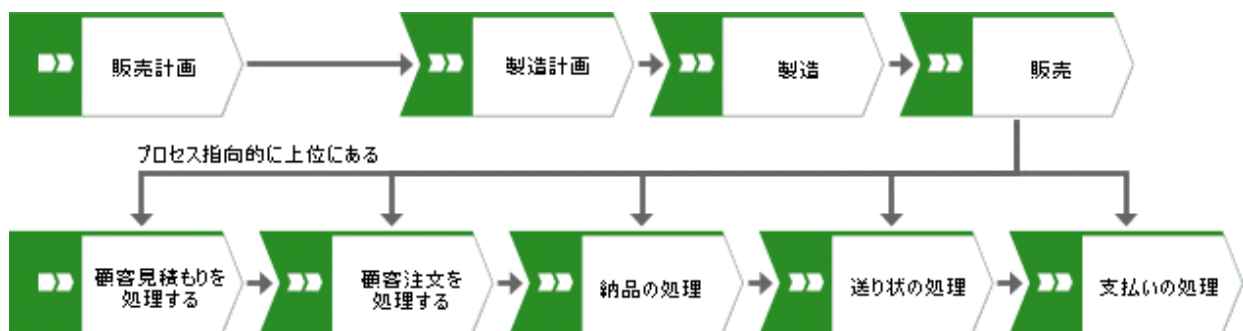 販売計画
製造計画
製造
販売
プロセス指向的に上位にある
顧客見積もりを
処理する
顧客注文を
処理する
納品の処理
送り状の処理
支払いの処理